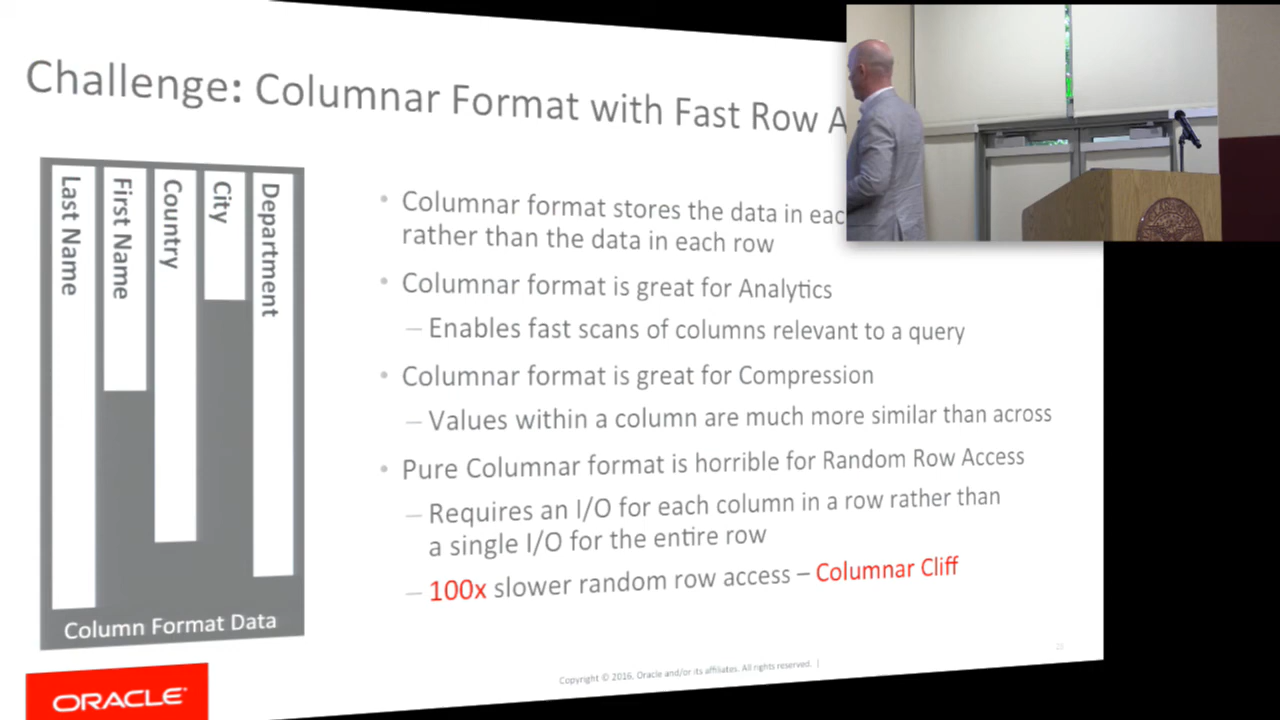 Challenge: Columnar Format with Fast Row
Last Name
First Name
Country
City
Department
Column Format Data
• Columnar format stores the data in
rather than the data in each row
• Columnar format is great for Analytics
– Enables fast scans of columns relevant to a query
• Columnar format is great for Compression
– Values within a column are much more similar than across
• Pure Columnar format is horrible for Random Row Access
– Requires an I/O for each column in a row rather than
a single I/O for the entire row
– 100x slower random row access – Columnar Cliff
ORACLE®
Copyright © 2016, Oracle and/or its affiliates. All rights reserved. |